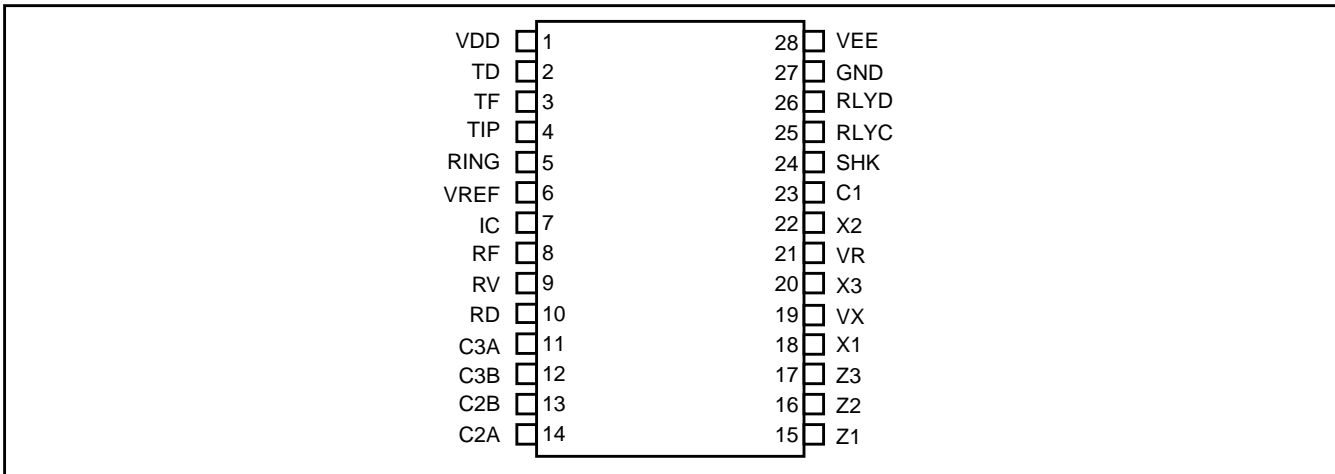 VDD 1 28 VEE
TD 2 27 GND
TF 3 26 RLYD
TIP 4 25 RLYC
RING 5 24 SHK
VREF 6 23 C1
IC 7 22 X2
RF 8 21 VR
RV 9 20 X3
RD 10 19 VX
C3A 11 18 X1
C3B 12 17 Z3
C2B 13 16 Z2
C2A 14 15 Z1